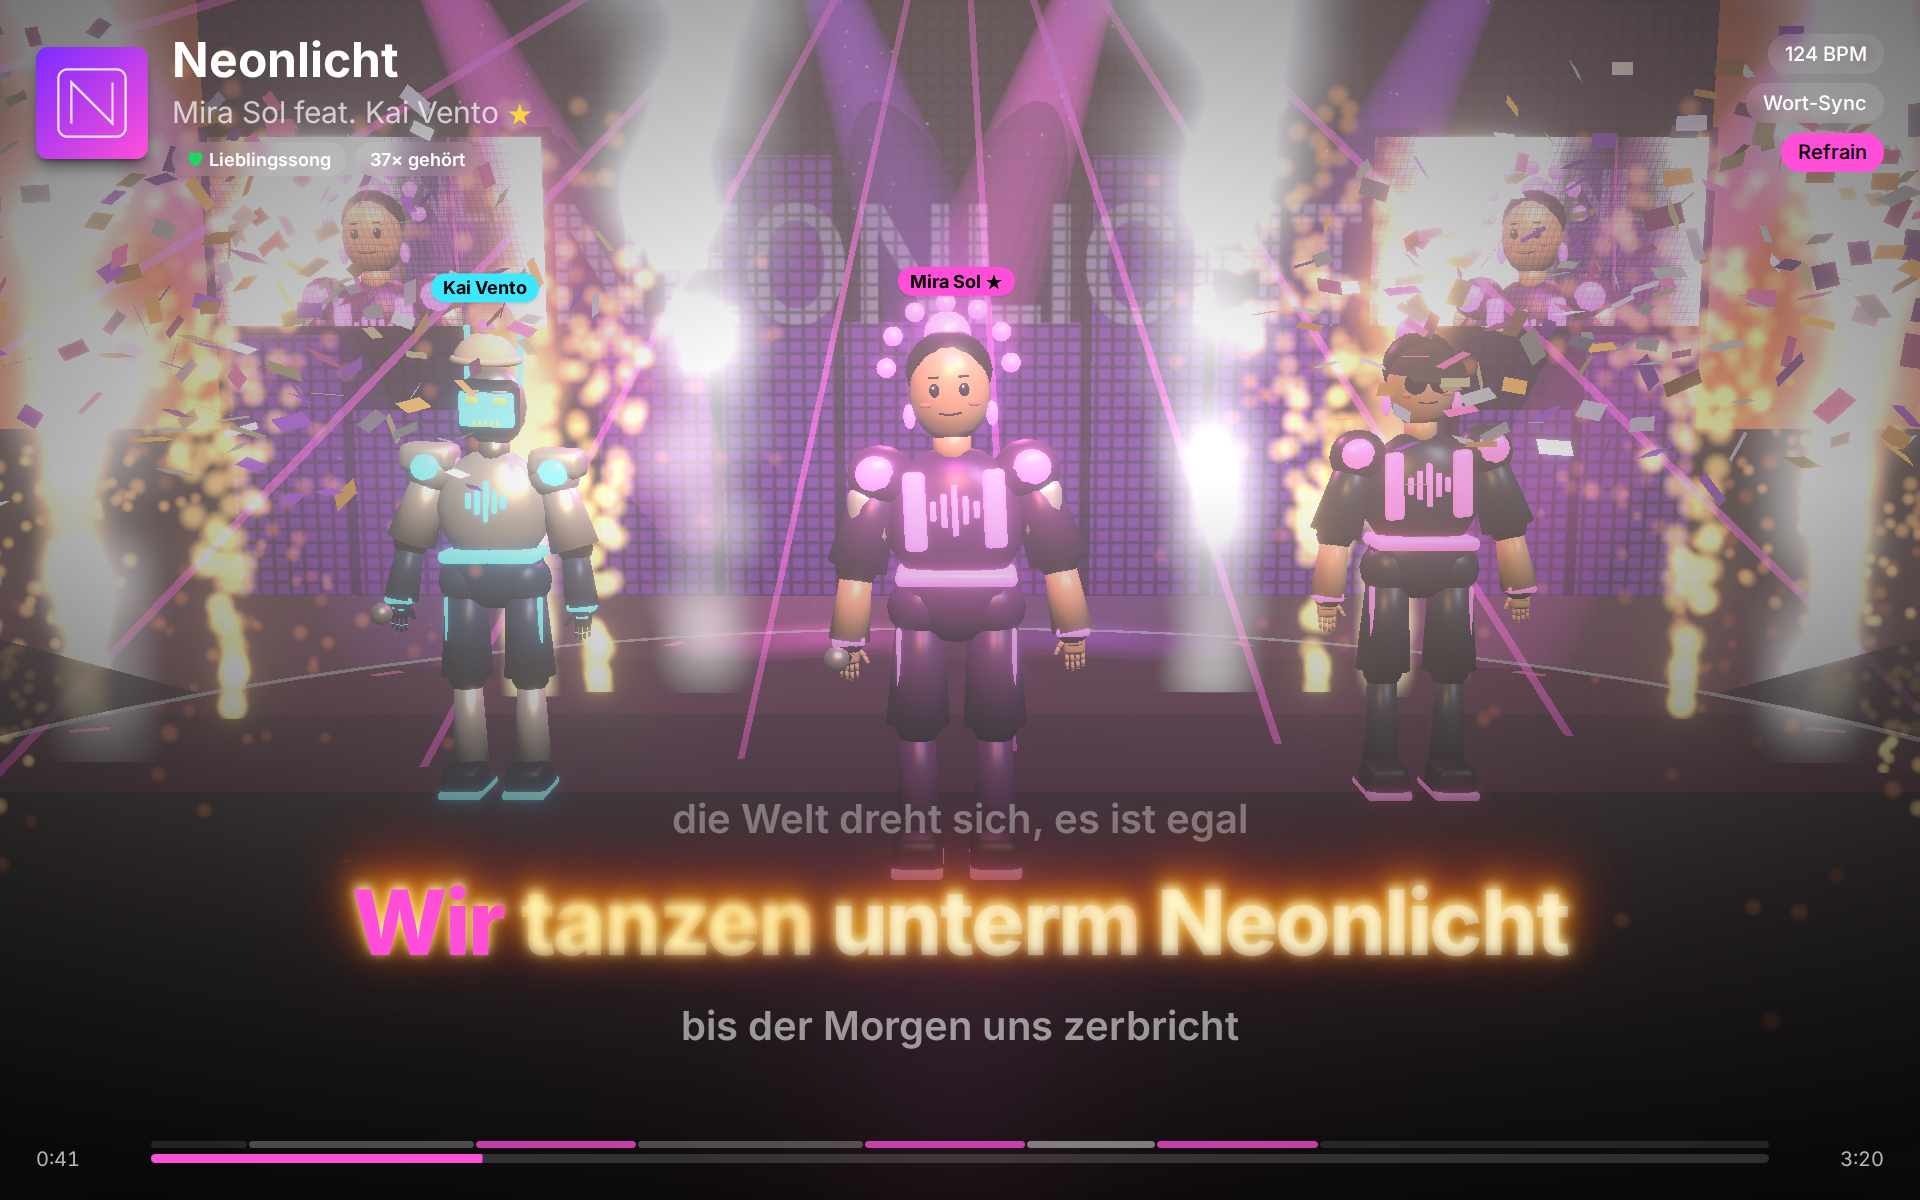 N
Neonlicht
Mira Sol feat. Kai Vento ★
Lieblingssong
37× gehört
124 BPM
Wort-Sync
Refrain
NEONLICHT
Kai Vento
Mira Sol ★
die Welt dreht sich, es ist egal
Wir tanzen unterm Neonlicht
bis der Morgen uns zerbricht
0:41
3:20